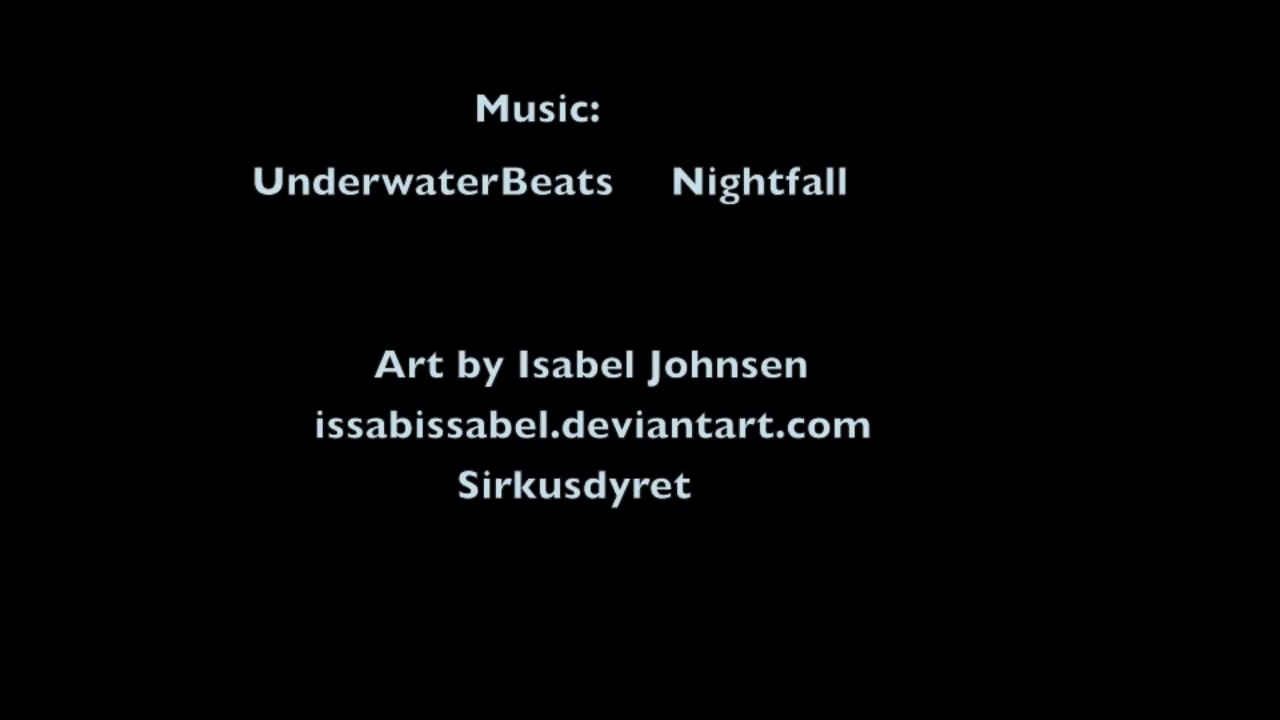 Music:
UnderwaterBeats Nightfall
Art by Isabel Johnsen
issabissabel.deviantart.com
Sirkusdyret